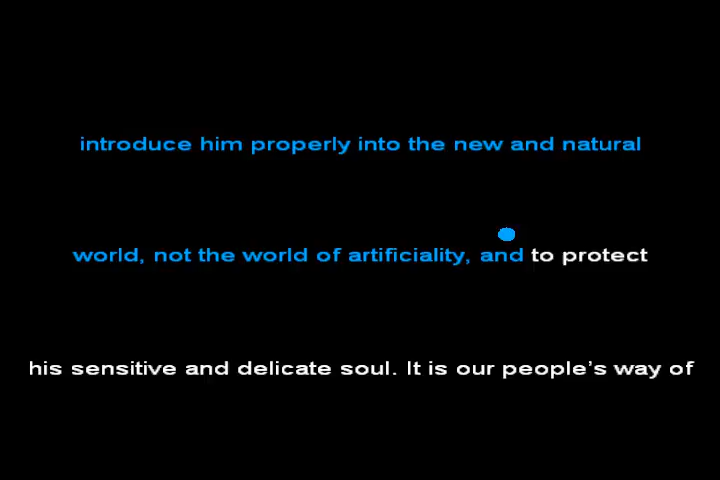 introduce him properly into the new and natural
world, not the world of artificiality, and to protect
his sensitive and delicate soul. It is our people’s way of